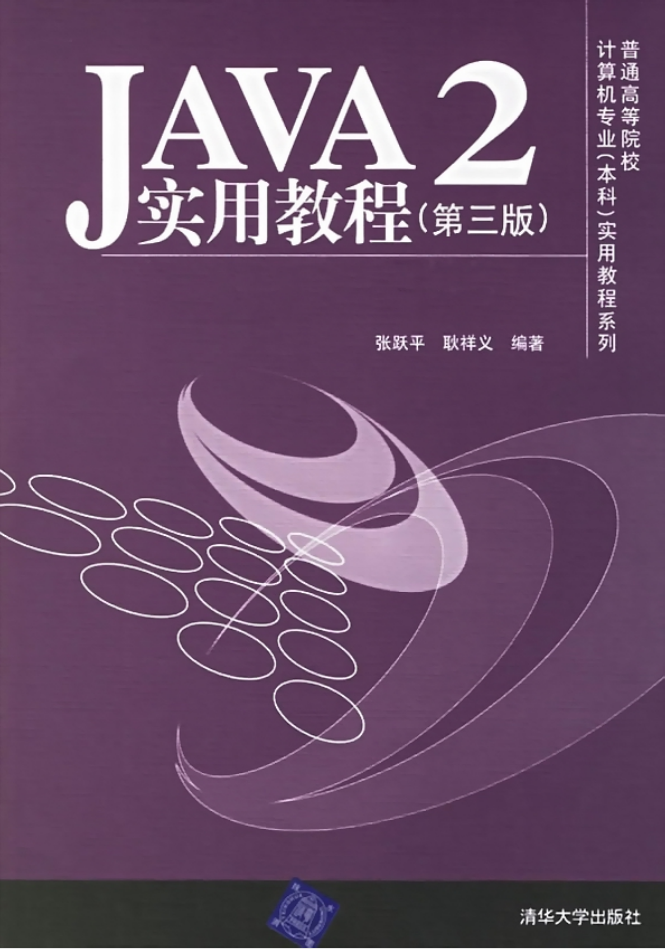 JAVA 2
实用教程(第三版)
普通高等院校
计算机专业(本科)实用教程系列
张跃平 耿祥义 编著
清华大学出版社